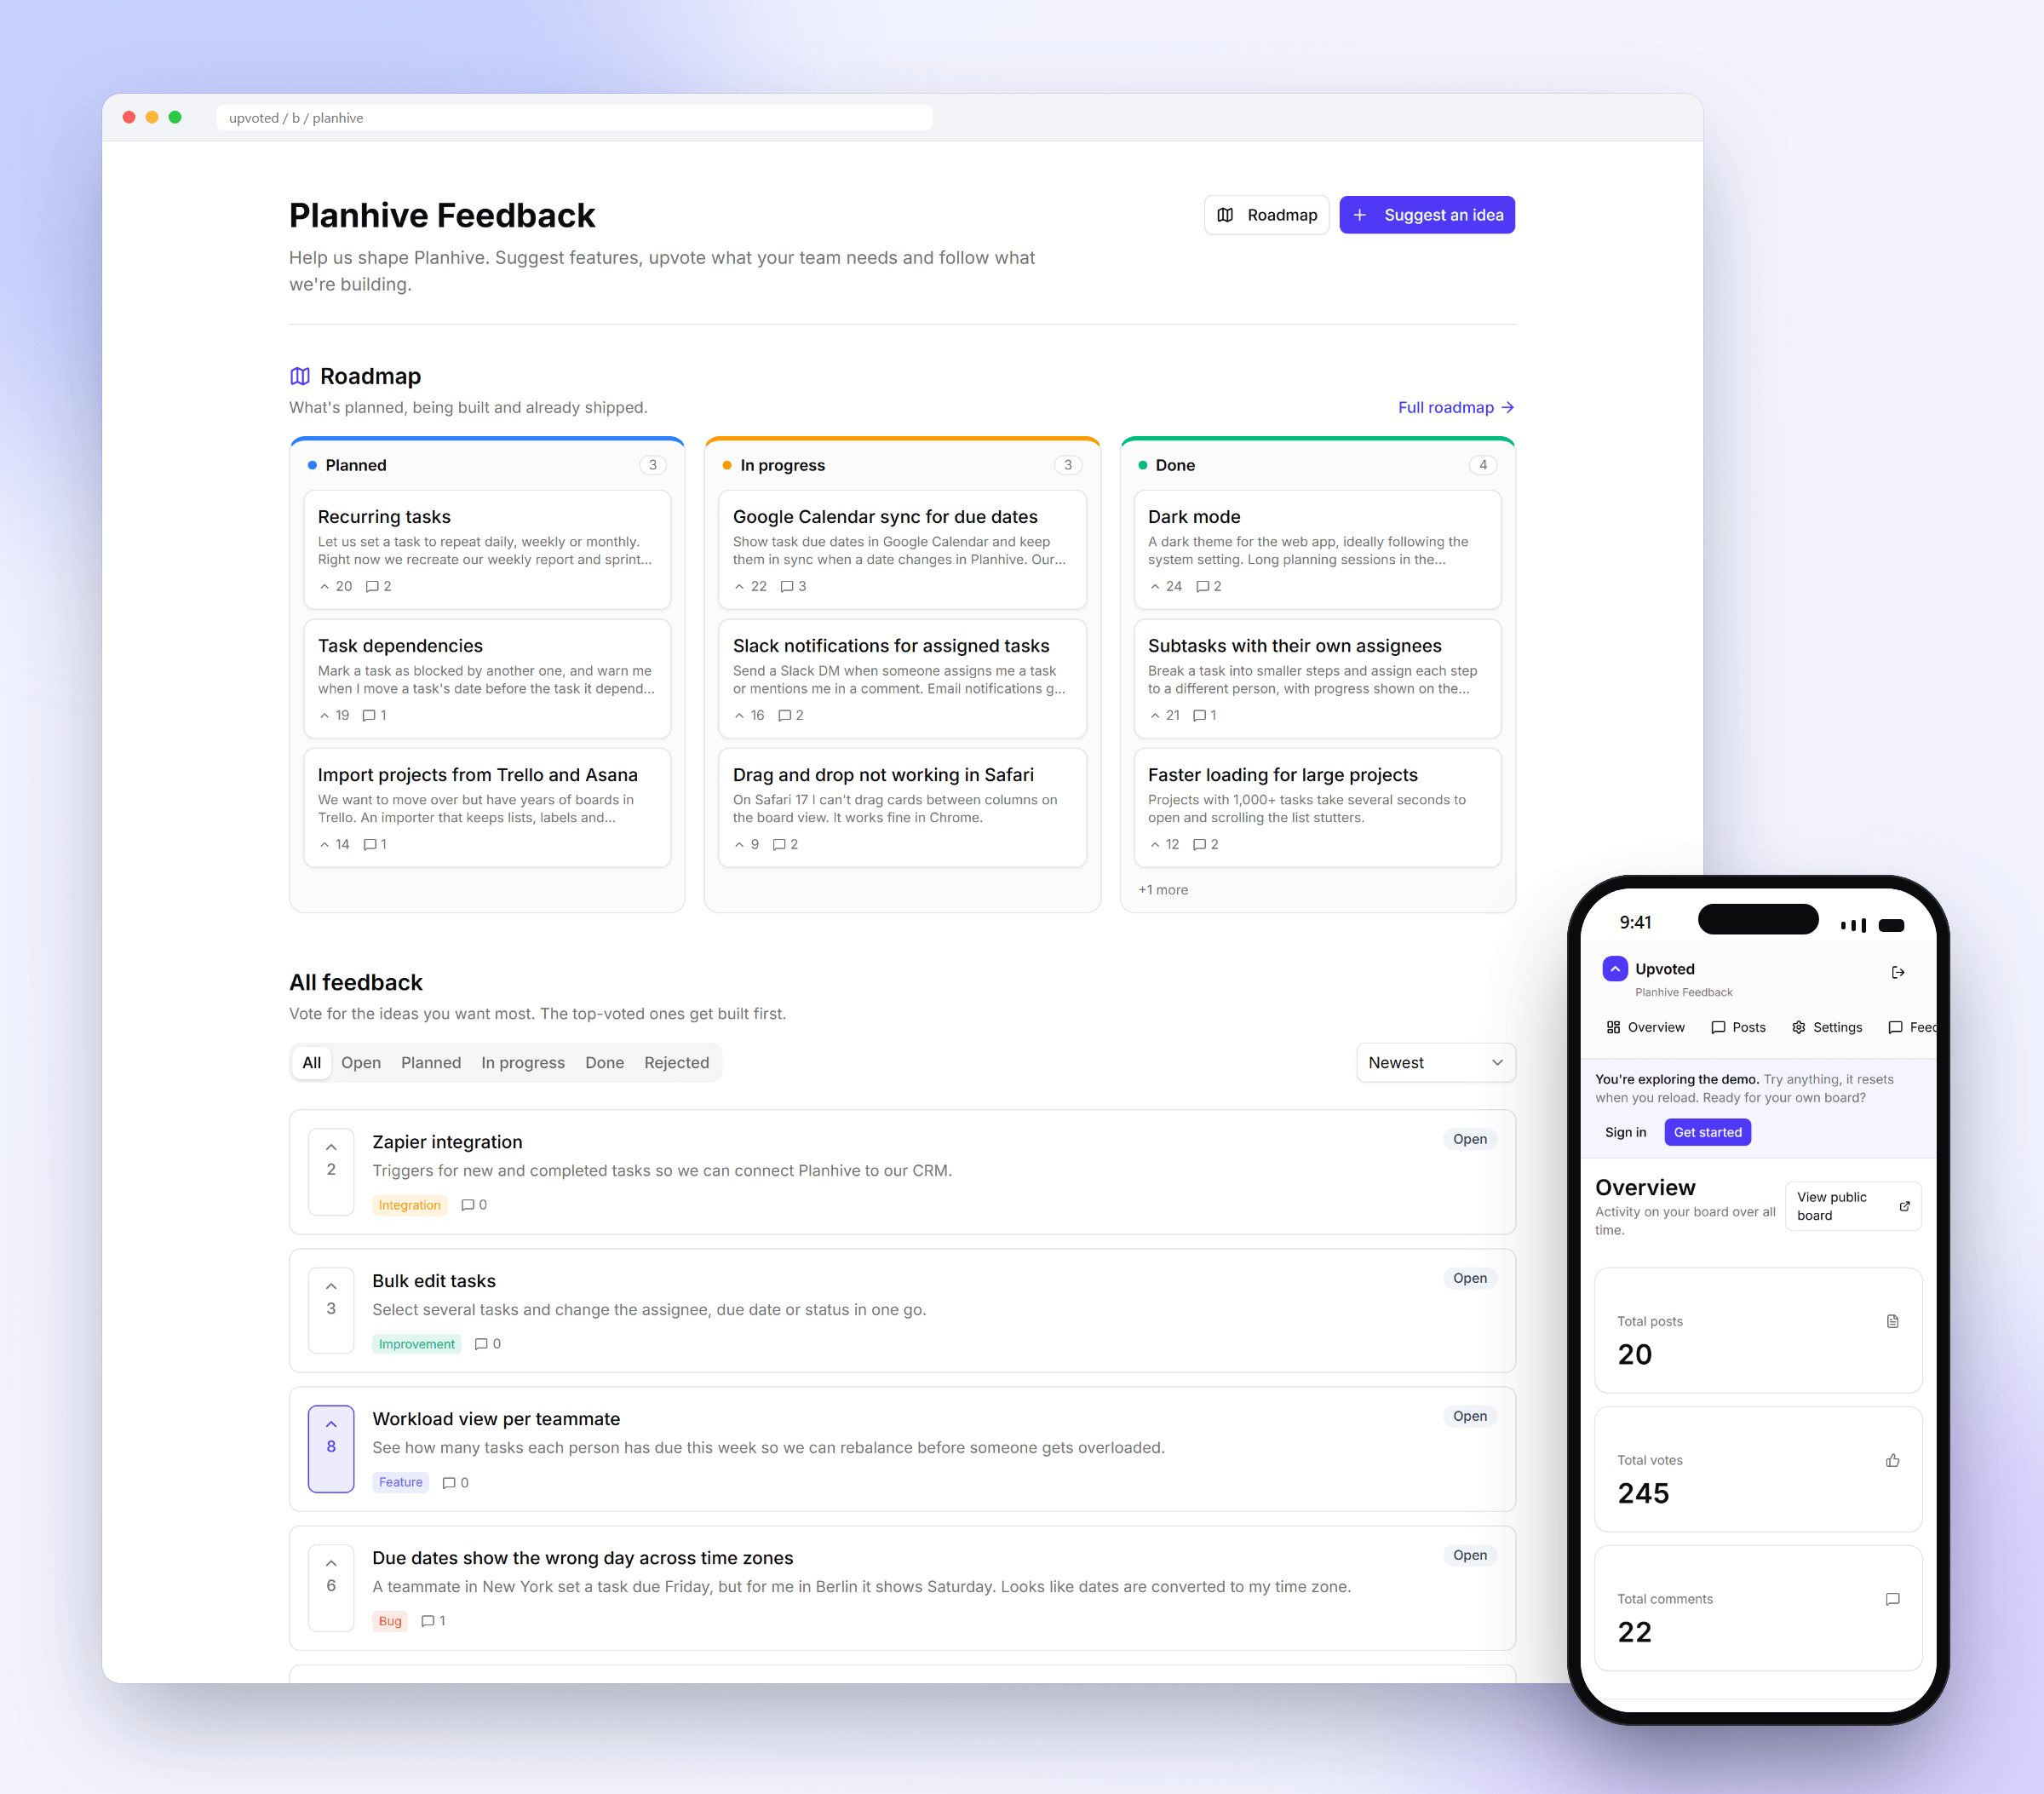 upvoted / b / planhive
Planhive Feedback
Roadmap
Suggest an idea
Help us shape Planhive. Suggest features, upvote what your team needs and follow what
we're building.
Roadmap
What's planned, being built and already shipped.
Full roadmap
Planned
3
Recurring tasks
Let us set a task to repeat daily, weekly or monthly.
Right now we recreate our weekly report and sprint...
20
2
Task dependencies
Mark a task as blocked by another one, and warn me
when I move a task's date before the task it depend...
19
1
Import projects from Trello and Asana
We want to move over but have years of boards in
Trello. An importer that keeps lists, labels and...
14
1
In progress
3
Google Calendar sync for due dates
Show task due dates in Google Calendar and keep
them in sync when a date changes in Planhive. Our...
22
3
Slack notifications for assigned tasks
Send a Slack DM when someone assigns me a task
or mentions me in a comment. Email notifications g...
16
2
Drag and drop not working in Safari
On Safari 17 I can't drag cards between columns on
the board view. It works fine in Chrome.
9
2
Done
4
Dark mode
A dark theme for the web app, ideally following the
system setting. Long planning sessions in the...
24
2
Subtasks with their own assignees
Break a task into smaller steps and assign each step
to a different person, with progress shown on the...
21
1
Faster loading for large projects
Projects with 1,000+ tasks take several seconds to
open and scrolling the list stutters.
12
2
+1 more
All feedback
Vote for the ideas you want most. The top-voted ones get built first.
All
Open
Planned
In progress
Done
Rejected
Newest
2
Zapier integration
Open
Triggers for new and completed tasks so we can connect Planhive to our CRM.
Integration
0
3
Bulk edit tasks
Open
Select several tasks and change the assignee, due date or status in one go.
Improvement
0
8
Workload view per teammate
Open
See how many tasks each person has due this week so we can rebalance before someone gets overloaded.
Feature
0
6
Due dates show the wrong day across time zones
Open
A teammate in New York set a task due Friday, but for me in Berlin it shows Saturday. Looks like dates are converted to my time zone.
Bug
1
9:41
Upvoted
Planhive Feedback
Overview
Posts
Settings
Feed
You're exploring the demo. Try anything, it resets
when you reload. Ready for your own board?
Sign in
Get started
Overview
Activity on your board over all
time.
View public
board
Total posts
20
Total votes
245
Total comments
22